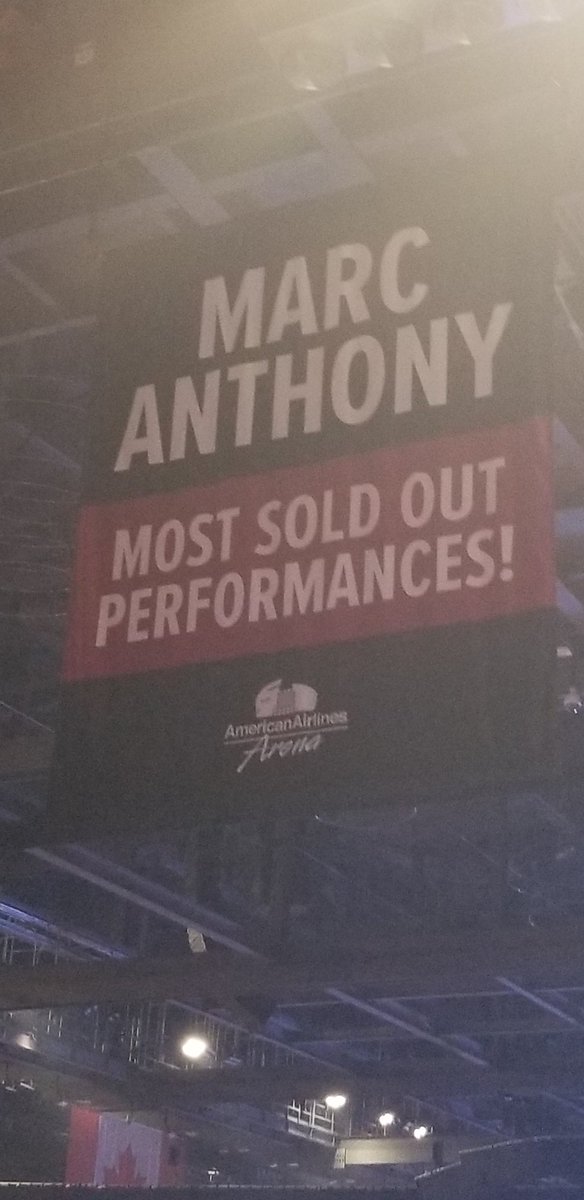 MARC
ANTHONY
MOST SOLD OUT
PERFORMANCES!
AmericanAirlines
Arena